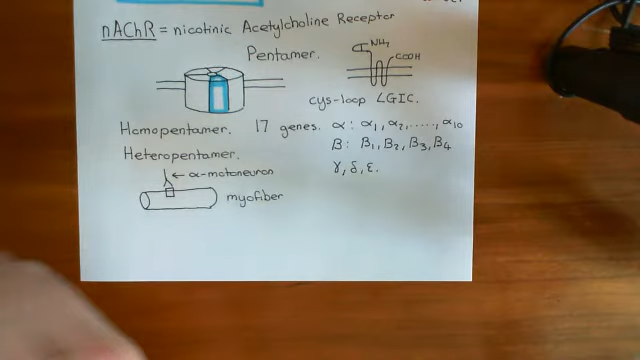 nAChR = nicotinic Acetylcholine Receptor
Pentamer.
NH₂
COOH
cys-loop LGIC.
Homopentamer. 17 genes. α: α₁, α₂, ....., α₁₀
Heteropentamer. β: β₁, β₂, β₃, β₄
γ, δ, ε.
← α-motoneuron
myofiber